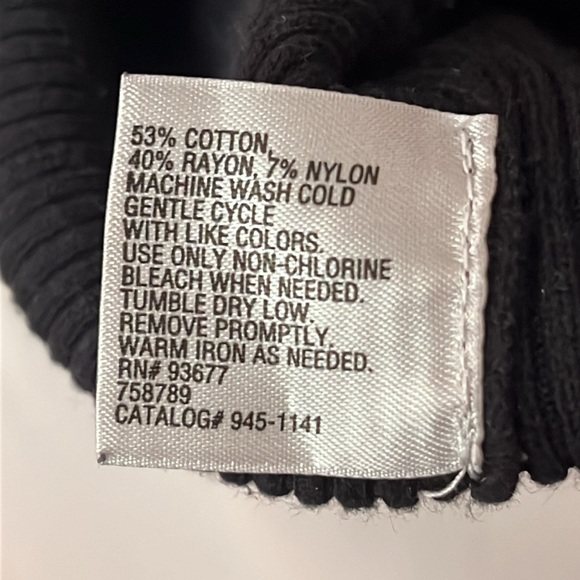 53% COTTON,
40% RAYON, 7% NYLON
MACHINE WASH COLD
GENTLE CYCLE
WITH LIKE COLORS.
USE ONLY NON-CHLORINE
BLEACH WHEN NEEDED.
TUMBLE DRY LOW.
REMOVE PROMPTLY.
WARM IRON AS NEEDED.
RN# 93677
758789
CATALOG# 945-1141